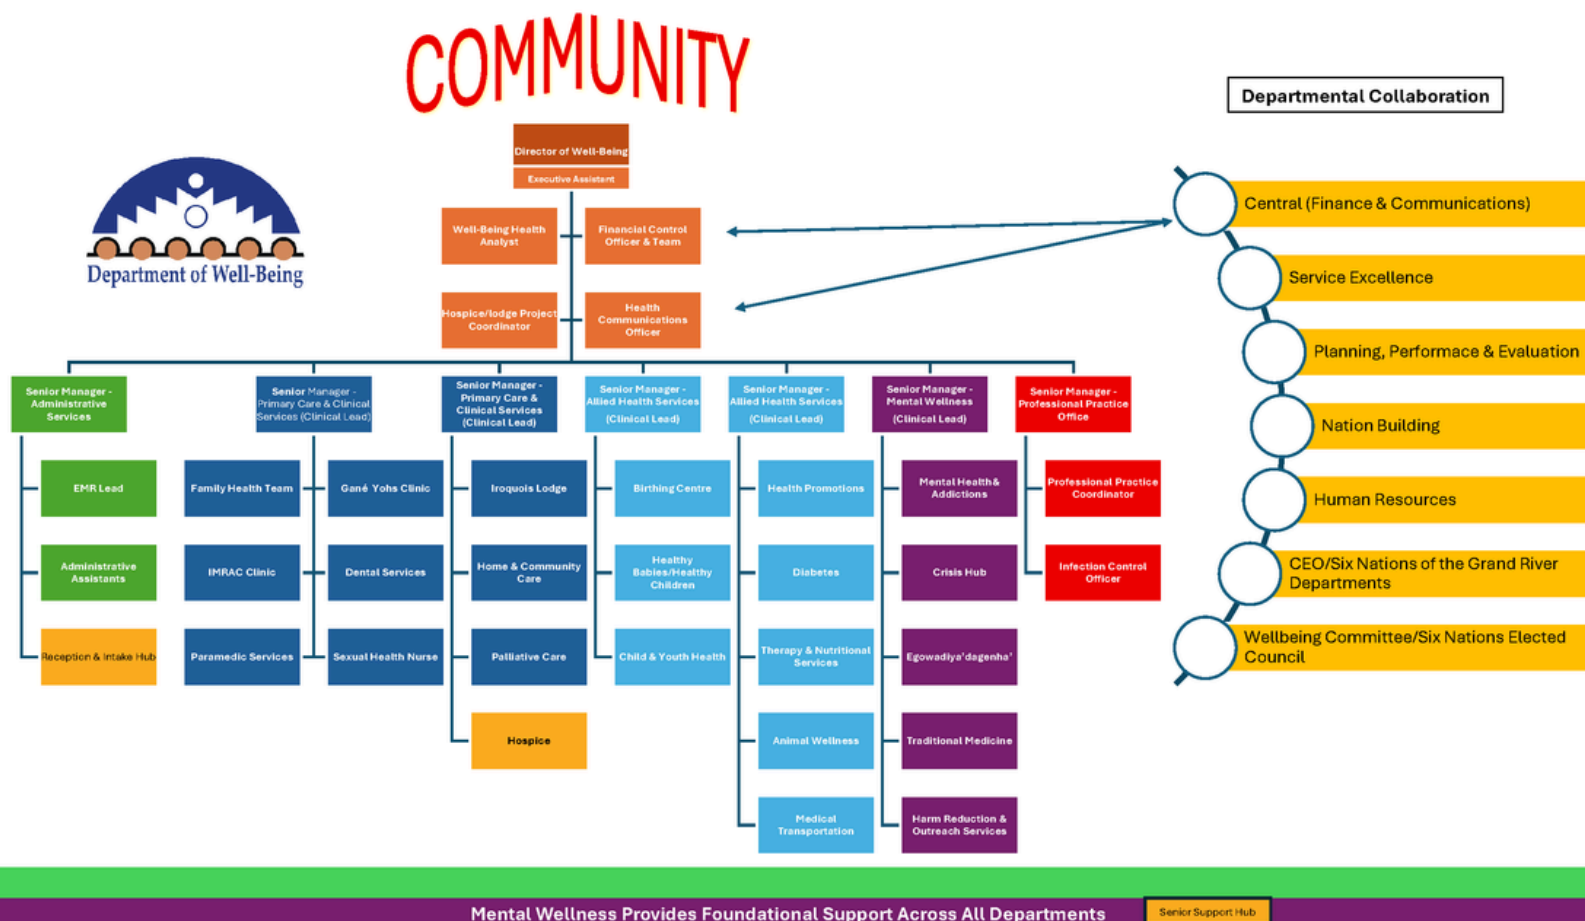 COMMUNITY
Departmental Collaboration
Director of Well-Being
Executive Assistant
Department of Well-Being
Well-Being Health
Analyst
Financial Control
Officer & Team
Hospice/lodge Project
Coordinator
Health
Communications
Officer
Central (Finance & Communications)
Service Excellence
Planning, Performace & Evaluation
Nation Building
Human Resources
CEO/Six Nations of the Grand River
Departments
Wellbeing Committee/Six Nations Elected
Council
Senior Manager -
Administrative
Services
EMR Lead
Administrative
Assistants
Reception & Intake Hub
Senior Manager -
Primary Care & Clinical
Services (Clinical Lead)
Family Health Team
Gané Yohs Clinic
IMRAC Clinic
Dental Services
Paramedic Services
Sexual Health Nurse
Senior Manager -
Primary Care &
Clinical Services
(Clinical Lead)
Iroquois Lodge
Home & Community
Care
Palliative Care
Hospice
Senior Manager -
Allied Health Services
(Clinical Lead)
Birthing Centre
Healthy
Babies/Healthy
Children
Child & Youth Health
Senior Manager -
Allied Health Services
(Clinical Lead)
Health Promotions
Diabetes
Therapy & Nutritional
Services
Animal Wellness
Medical
Transportation
Senior Manager -
Mental Wellness
(Clinical Lead)
Mental Health&
Addictions
Crisis Hub
Egowadiya'dagenha'
Traditional Medicine
Harm Reduction &
Outreach Services
Senior Manager -
Professional Practice
Office
Professional Practice
Coordinator
Infection Control
Officer
Mental Wellness Provides Foundational Support Across All Departments
Senior Support Hub